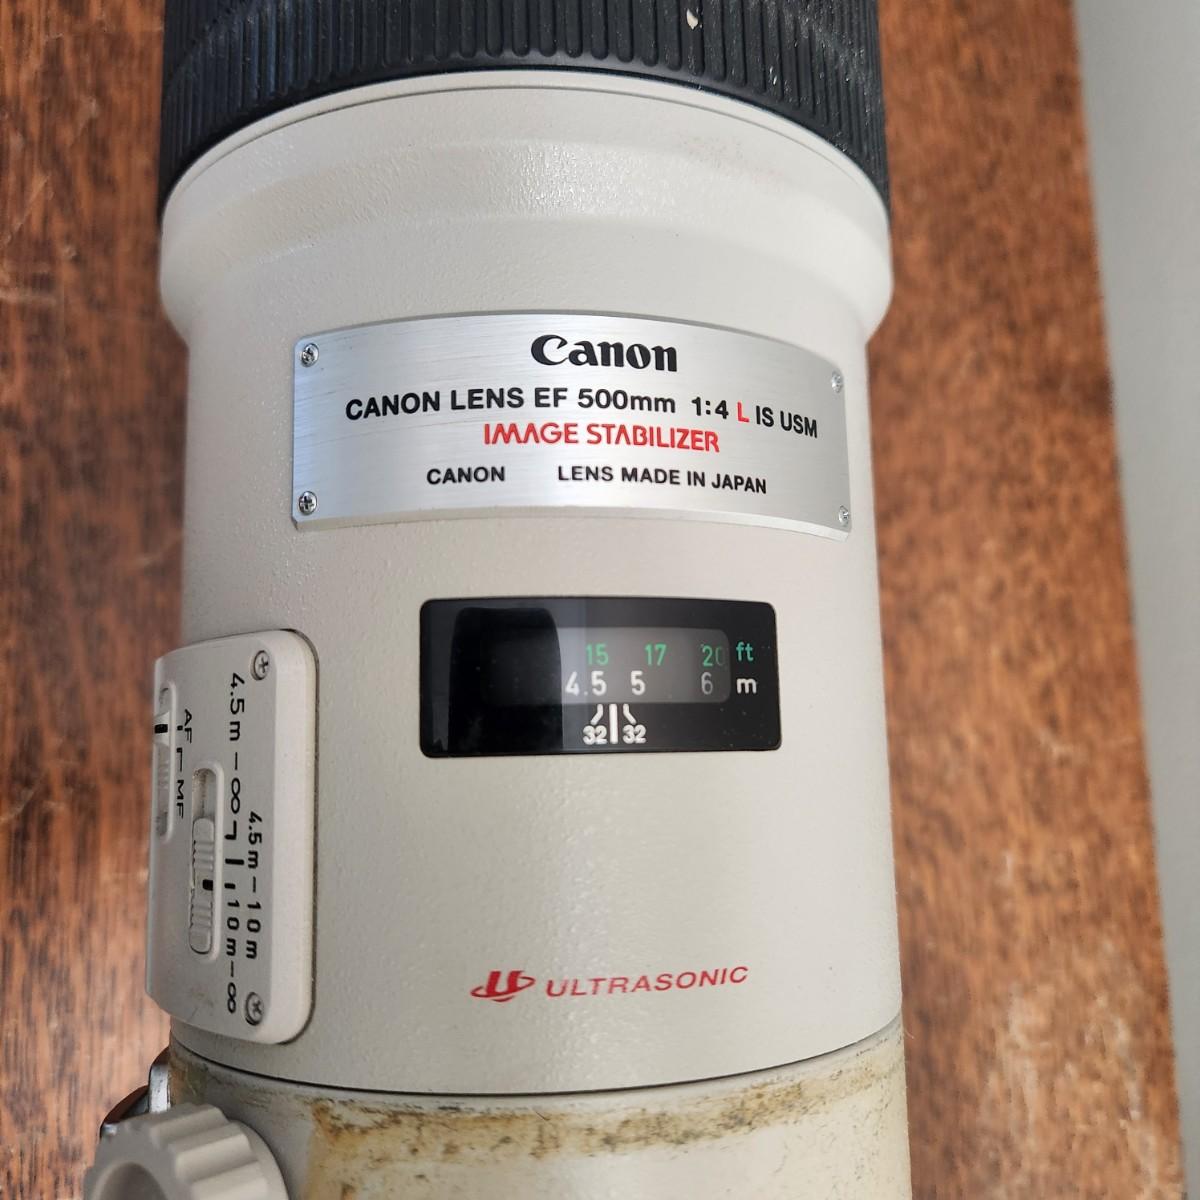 Canon
CANON LENS EF 500mm 1:4 L IS USM
IMAGE STABILIZER
CANON LENS MADE IN JAPAN
15 17 20 ft
4.5 5 6 m
32 32
4.5m-∞
4.5m-10m
10m-∞
AF
MF
ULTRASONIC